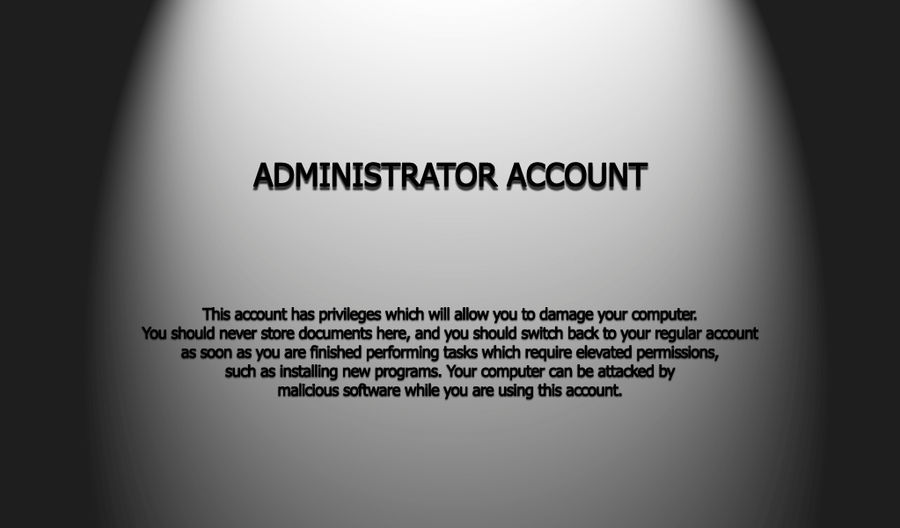 ADMINISTRATOR ACCOUNT
This account has privileges which will allow you to damage your computer.
You should never store documents here, and you should switch back to your regular account
as soon as you are finished performing tasks which require elevated permissions,
such as installing new programs. Your computer can be attacked by
malicious software while you are using this account.